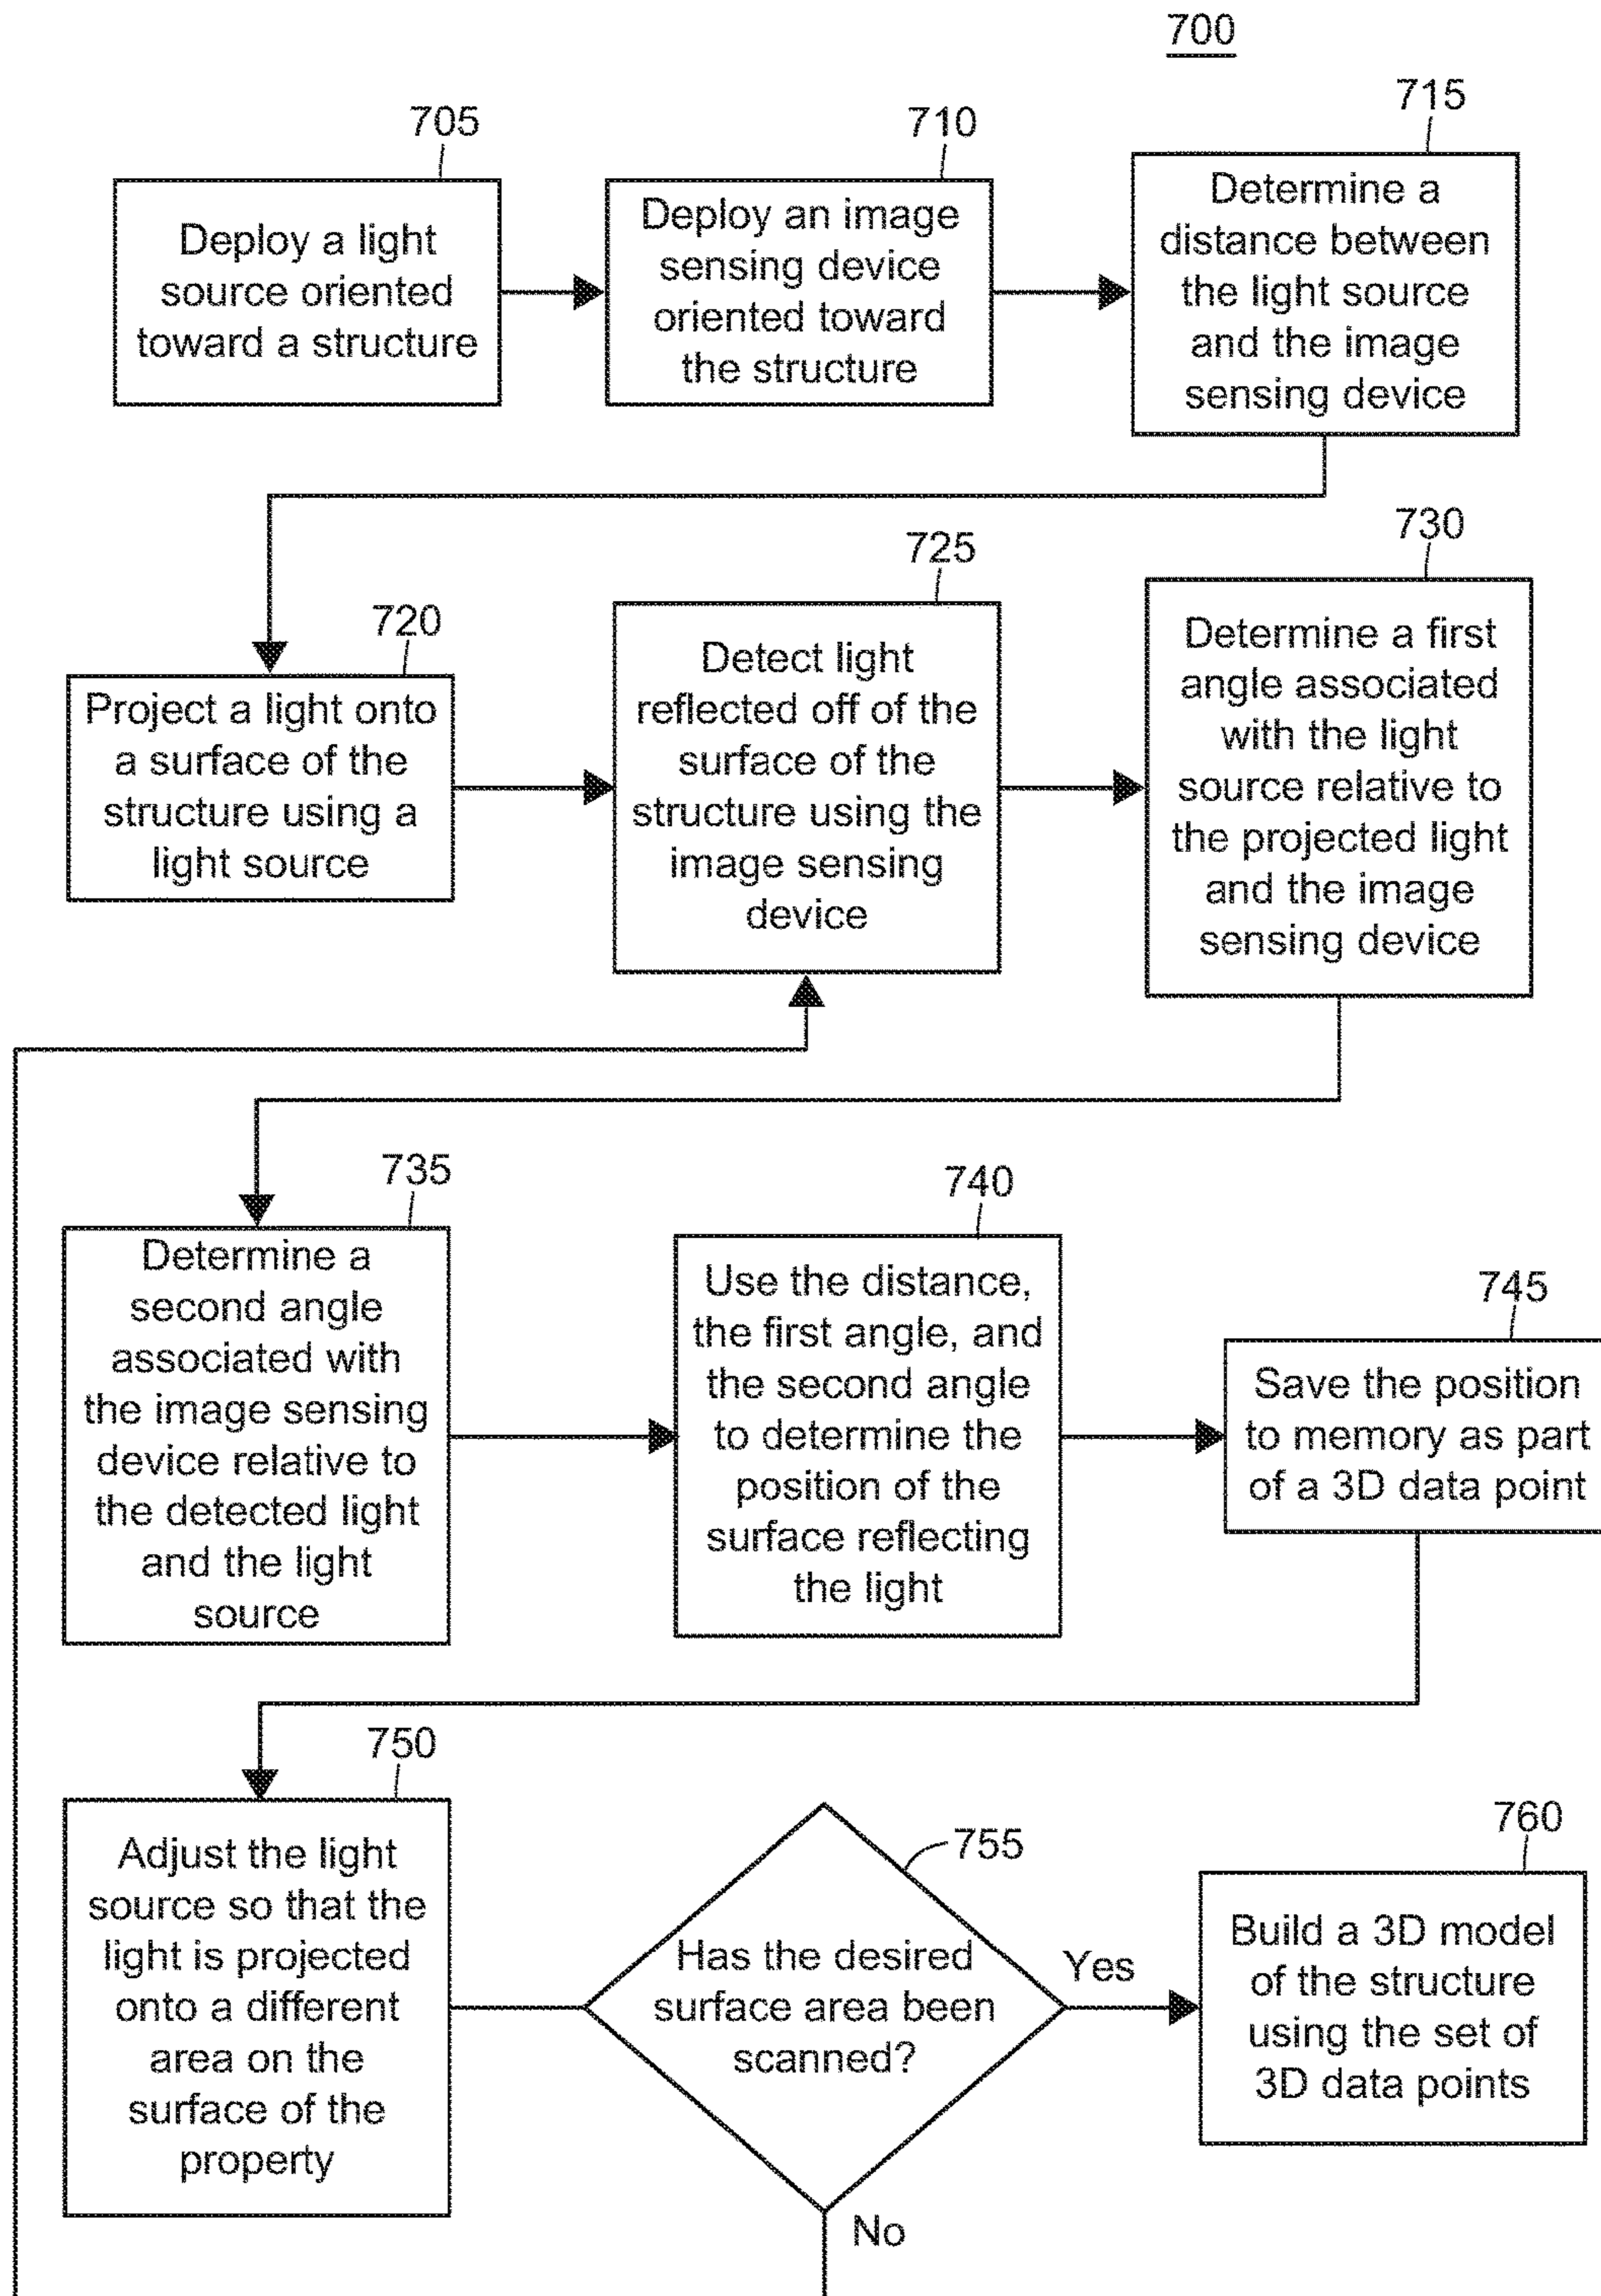 700
705
Deploy a light
source oriented
toward a structure
710
Deploy an image
sensing device
oriented toward
the structure
715
Determine a
distance between
the light source
and the image
sensing device
720
Project a light onto
a surface of the
structure using a
light source
725
Detect light
reflected off of the
surface of the
structure using the
image sensing
device
730
Determine a first
angle associated
with the light
source relative to
the projected light
and the image
sensing device
735
Determine a
second angle
associated with
the image sensing
device relative to
the detected light
and the light
source
740
Use the distance,
the first angle, and
the second angle
to determine the
position of the
surface reflecting
the light
745
Save the position
to memory as part
of a 3D data point
750
Adjust the light
source so that the
light is projected
onto a different
area on the
surface of the
property
755
Has the desired
surface area been
scanned?
Yes
No
760
Build a 3D model
of the structure
using the set of
3D data points